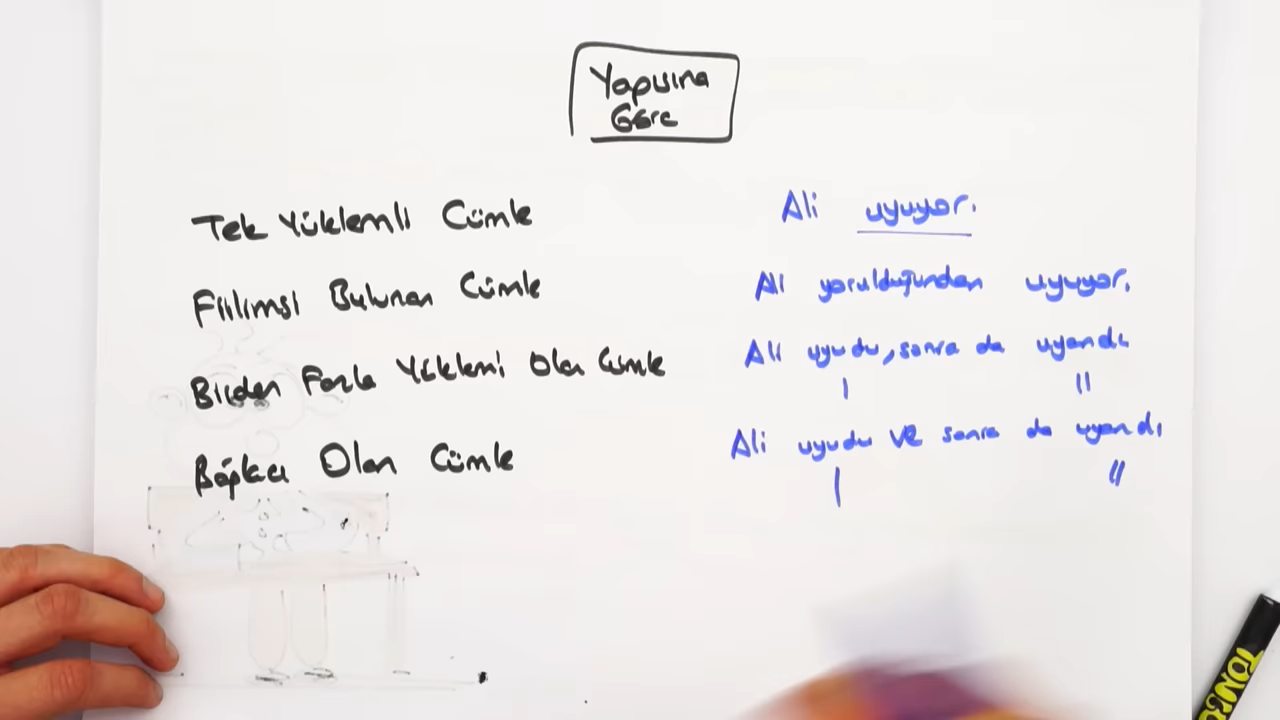 Yapısına
Göre
Tek Yüklemli Cümle
Ali uyuyor.
Fiilimsi Bulunan Cümle
Ali yorulduğundan uyuyor.
Birden Fazla Yüklemi Olan Cümle
Ali uyudu, sonra da uyandı.
I II
Bağlacı Olan Cümle
Ali uyudu ve sonra da uyandı
I II